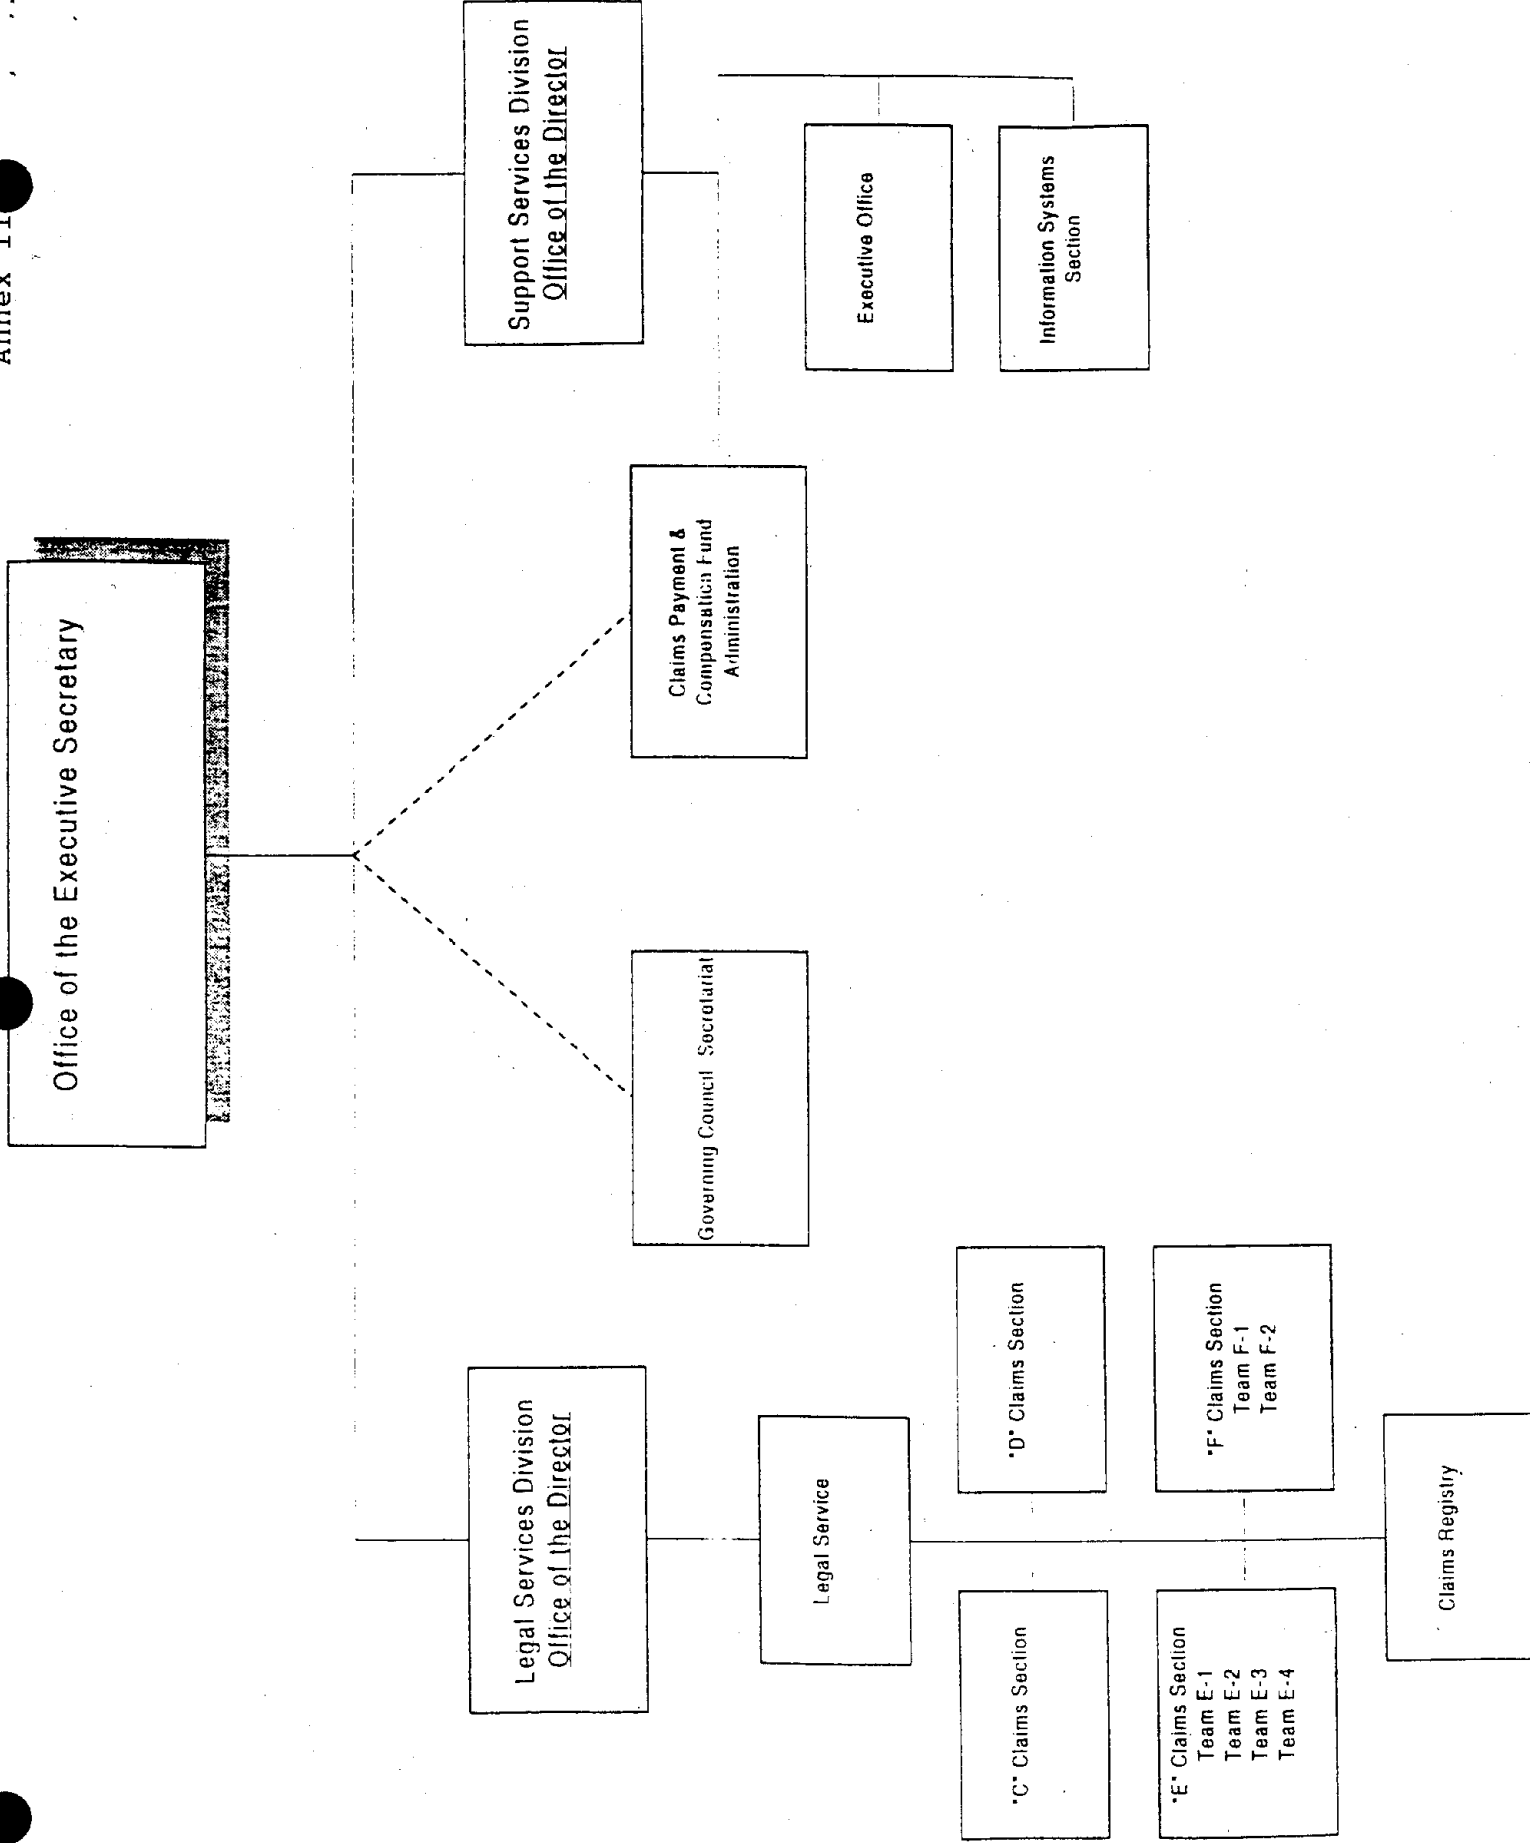 Annex II
Office of the Executive Secretary
Legal Services Division
Office of the Director
Support Services Division
Office of the Director
Governing Council Secretariat
Claims Payment &
Compensation Fund
Administration
Legal Service
Executive Office
Information Systems
Section
"C" Claims Section
"D" Claims Section
"E" Claims Section
Team E-1
Team E-2
Team E-3
Team E-4
"F" Claims Section
Team F-1
Team F-2
Claims Registry